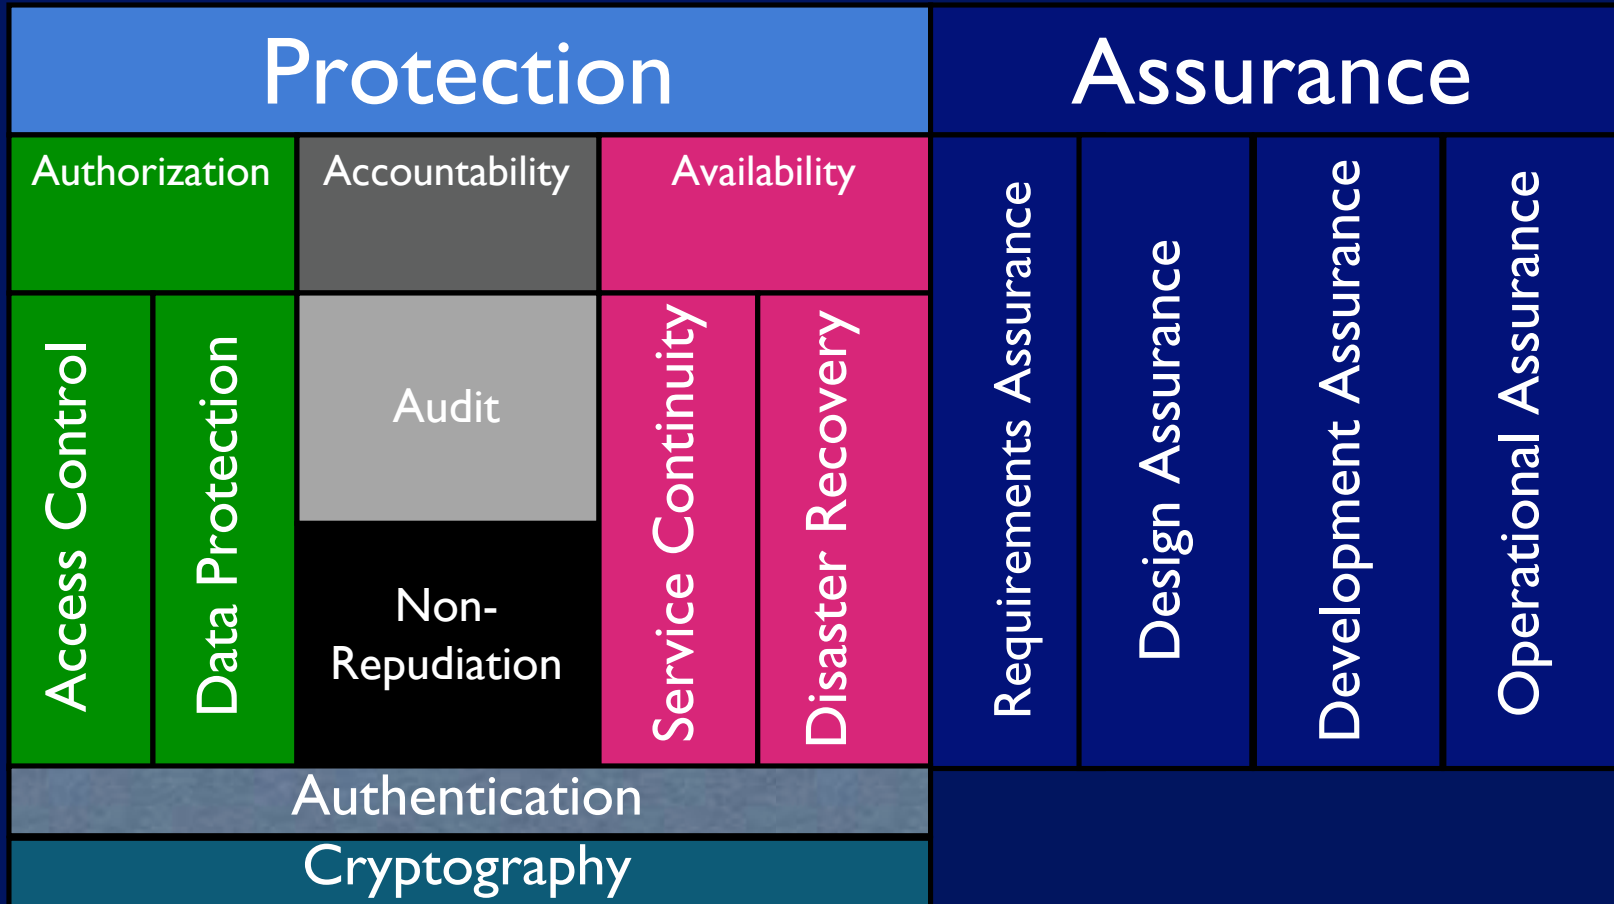 Protection
Assurance
Authorization
Accountability
Availability
Access Control
Data Protection
Audit
Non-
Repudiation
Service Continuity
Disaster Recovery
Requirements Assurance
Design Assurance
Development Assurance
Operational Assurance
Authentication
Cryptography